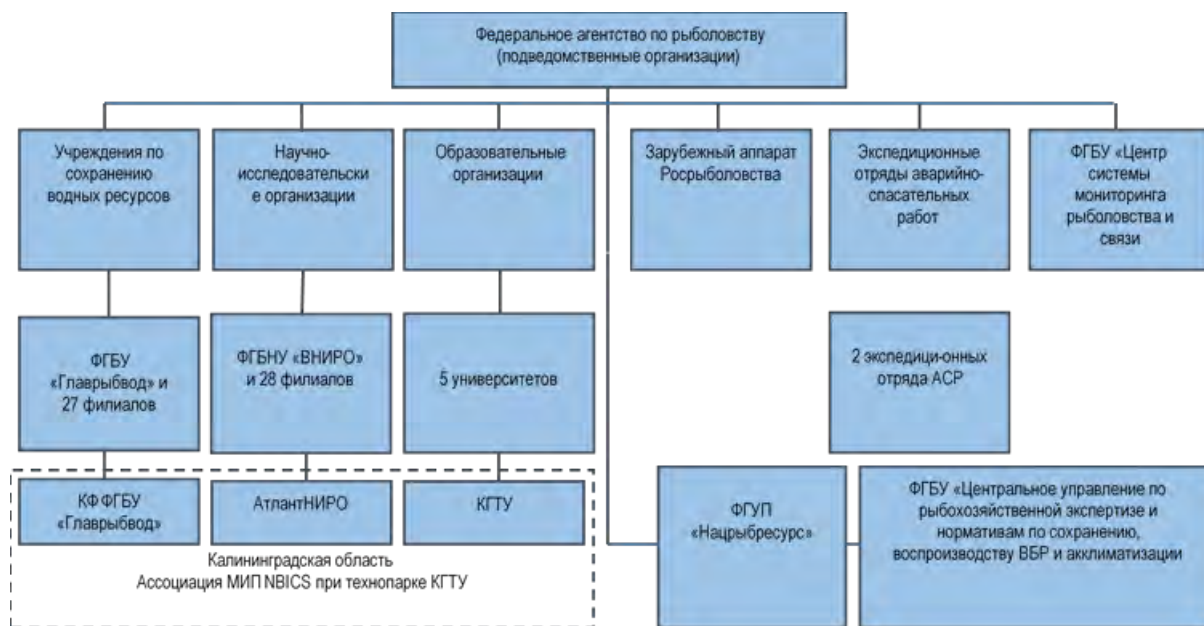 Федеральное агентство по рыболовству
(подведомственные организации)
Учреждения по
сохранению
водных ресурсов
Научно-
исследовательски
е организации
Образовательные
организации
Зарубежный аппарат
Росрыболовства
Экспедиционные
отряды аварийно-
спасательных
работ
ФГБУ «Центр
системы
мониторинга
рыболовства и
связи
ФГБУ
«Главрыбвод» и
27 филиалов
ФГБНУ «ВНИРО»
и 28 филиалов
5 университетов
2 экспедици-онных
отряда АСР
КФ ФГБУ
«Главрыбвод»
АтлантНИРО
КГТУ
Калининградская область
Ассоциация МИП NBICS при технопарке КГТУ
ФГУП
«Нацрыбресурс»
ФГБУ «Центральное управление по
рыбохозяйственной экспертизе и
нормативам по сохранению,
воспроизводству ВБР и акклиматизации